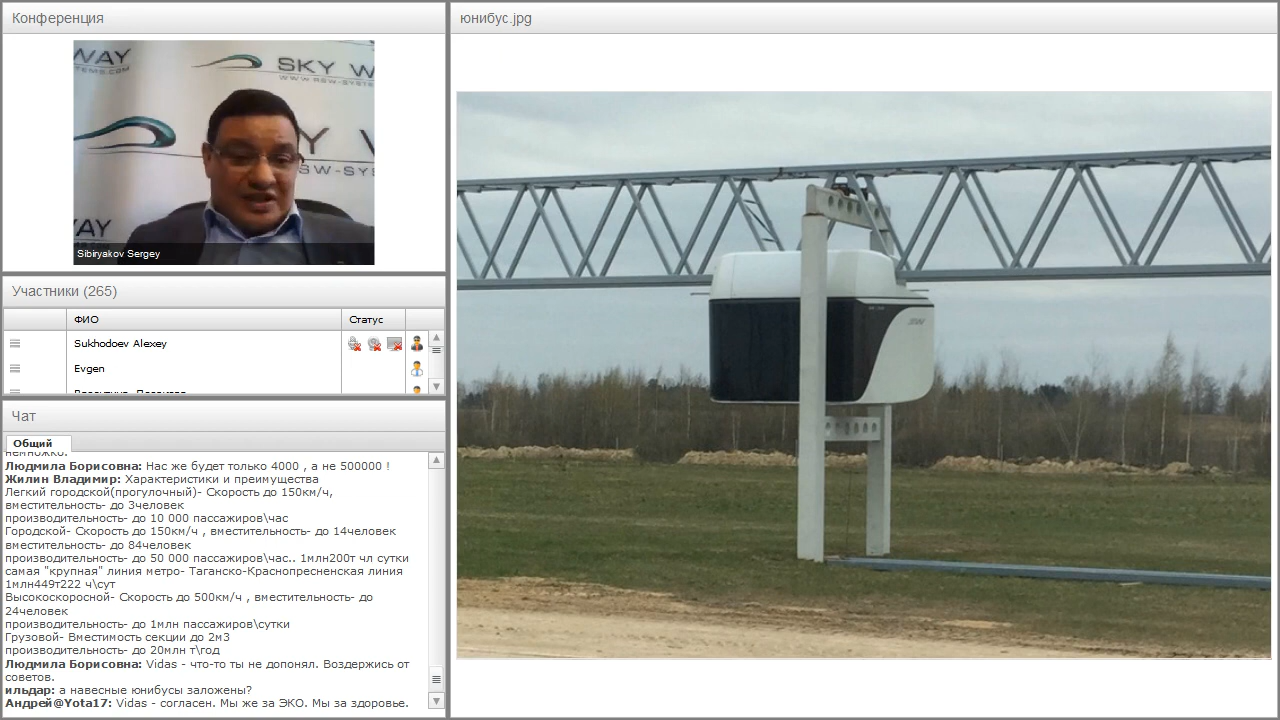 Конференция
WAY
SKY W
WWW.RSW-SYSTE
Sibiryakov Sergey
Участники (265)
ФИО
Статус
Sukhodoev Alexey
Evgen
Чат
Общий
немножко.
Людмила Борисовна: Нас же будет только 4000 , а не 500000 !
Жилин Владимир: Характеристики и преимущества
Легкий городской(прогулочный)- Скорость до 150км/ч,
вместительность- до 3человек
производительность- до 10 000 пассажиров\час
Городской- Скорость до 150км/ч , вместительность- до 14человек
вместительность- до 84человек
производительность- до 50 000 пассажиров\час.. 1млн200т чл сутки
самая "крупная" линия метро- Таганско-Краснопресненская линия
1млн449т222 ч\сут
Высокоскоросной- Скорость до 500км/ч , вместительность- до
24человек
производительность- до 1млн пассажиров\сутки
Грузовой- Вместимость секции до 2м3
производительность- до 20млн т\год
Людмила Борисовна: Vidas - что-то ты не допонял. Воздержись от
советов.
ильдар: а навесные юнибусы заложены?
Андрей@Yota17: Vidas - согласен. Мы же за ЭКО. Мы за здоровье.
юнибус.jpg